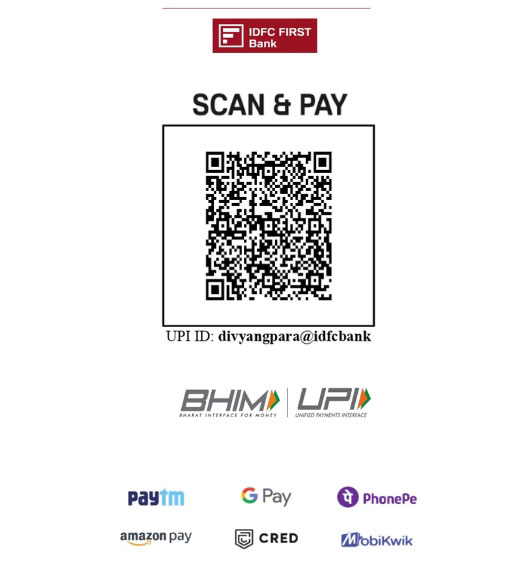 IDFC FIRST
Bank
SCAN & PAY
UPI ID: divyangpara@idfcbank
BHIM UPI
BHARAT INTERFACE FOR MONEY UNIFIED PAYMENTS INTERFACE
paytm G Pay PhonePe
amazon pay CRED MobiKwik